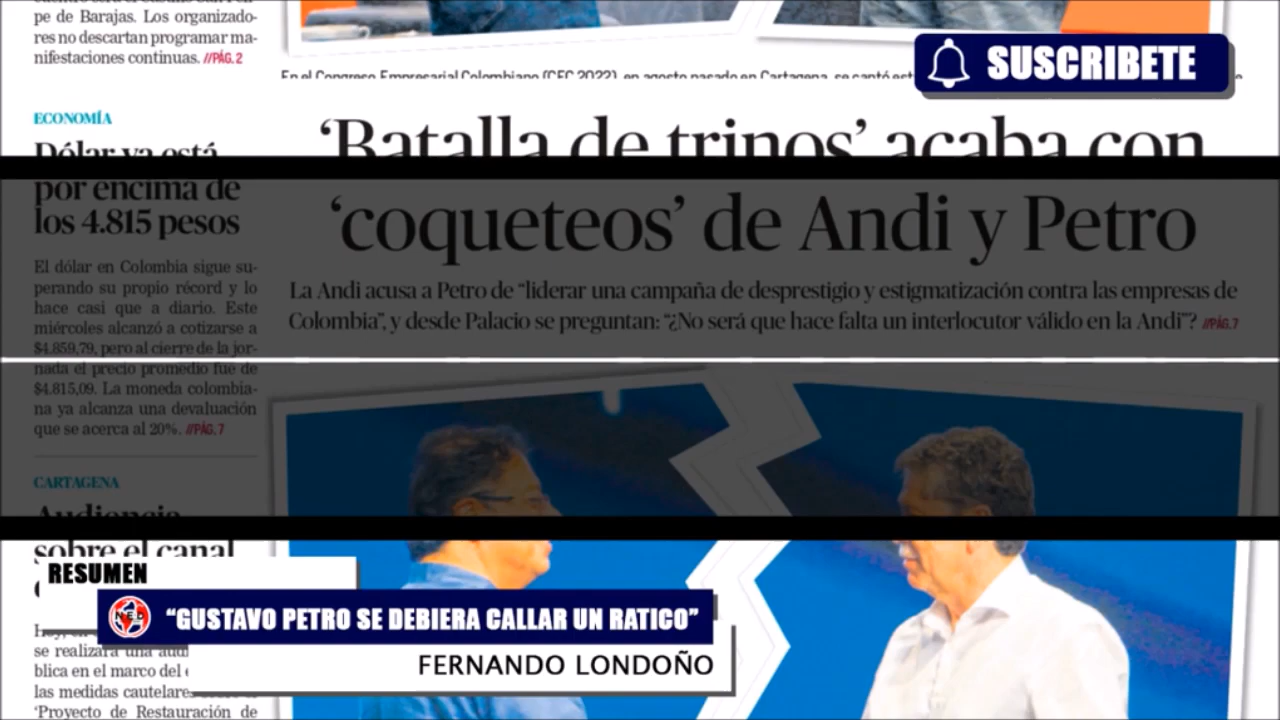 pe de Barajas. Los organizado-
res no descartan programar ma-
nifestaciones continuas. //PÁG. 2
En el Congreso Empresarial Colombiano (CEC 2022), en agosto pasado en Cartagena, se cantó
SUSCRIBETE
ECONOMÍA
Dólar ya está
por encima de
los 4.815 pesos
El dólar en Colombia sigue su-
perando su propio récord y lo
hace casi que a diario. Este
miércoles alcanzó a cotizarse a
$4.859,79, pero al cierre de la jor-
nada el precio promedio fue de
$4.815,09. La moneda colombia-
na ya alcanza una devaluación
que se acerca al 20%. //PÁG. 7
‘Batalla de trinos’ acaba con
‘coqueteos’ de Andi y Petro
La Andi acusa a Petro de “liderar una campaña de desprestigio y estigmatización contra las empresas de
Colombia”, y desde Palacio se preguntan: “¿No será que hace falta un interlocutor válido en la Andi”? //PÁG. 7
CARTAGENA
Audiencia
sobre el canal
se realizará una
blica en el marco del
las medidas cautelares
‘Proyecto de Restauración de
RESUMEN
“GUSTAVO PETRO SE DEBIERA CALLAR UN RATICO”
FERNANDO LONDOÑO